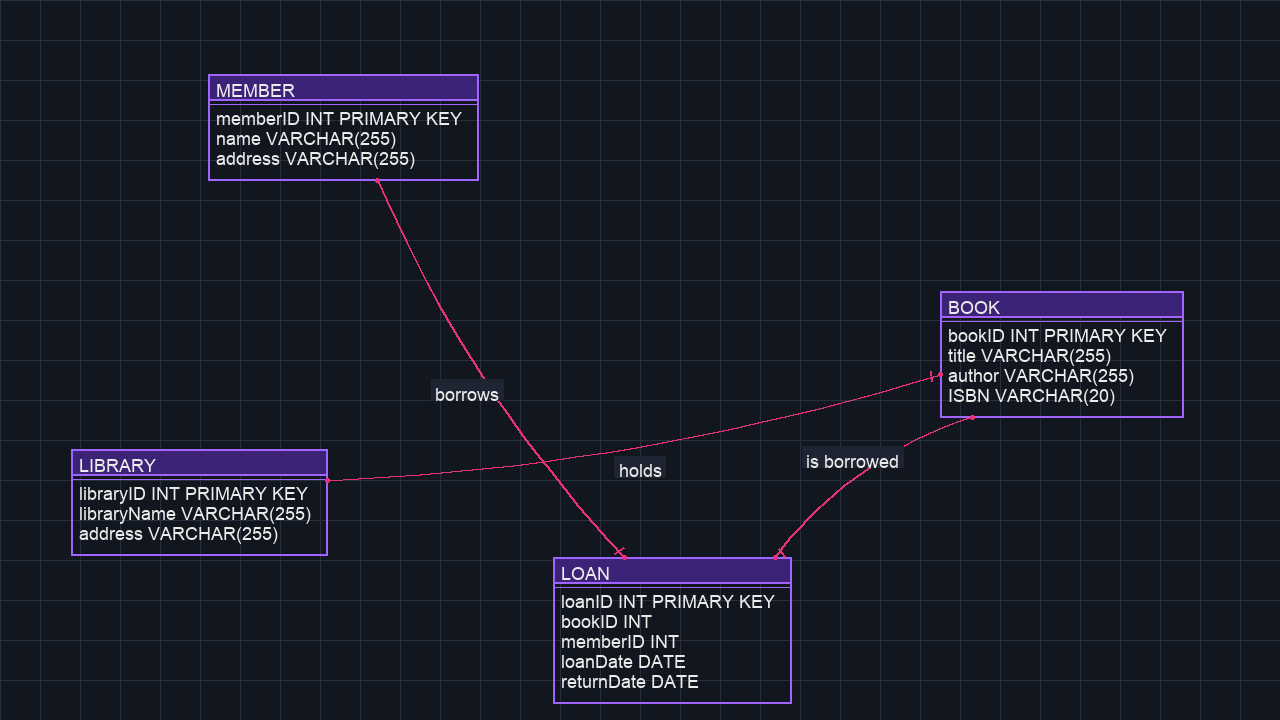 MEMBER
memberID INT PRIMARY KEY
name VARCHAR(255)
address VARCHAR(255)
BOOK
bookID INT PRIMARY KEY
title VARCHAR(255)
author VARCHAR(255)
ISBN VARCHAR(20)
borrows
is borrowed
holds
LIBRARY
libraryID INT PRIMARY KEY
libraryName VARCHAR(255)
address VARCHAR(255)
LOAN
loanID INT PRIMARY KEY
bookID INT
memberID INT
loanDate DATE
returnDate DATE